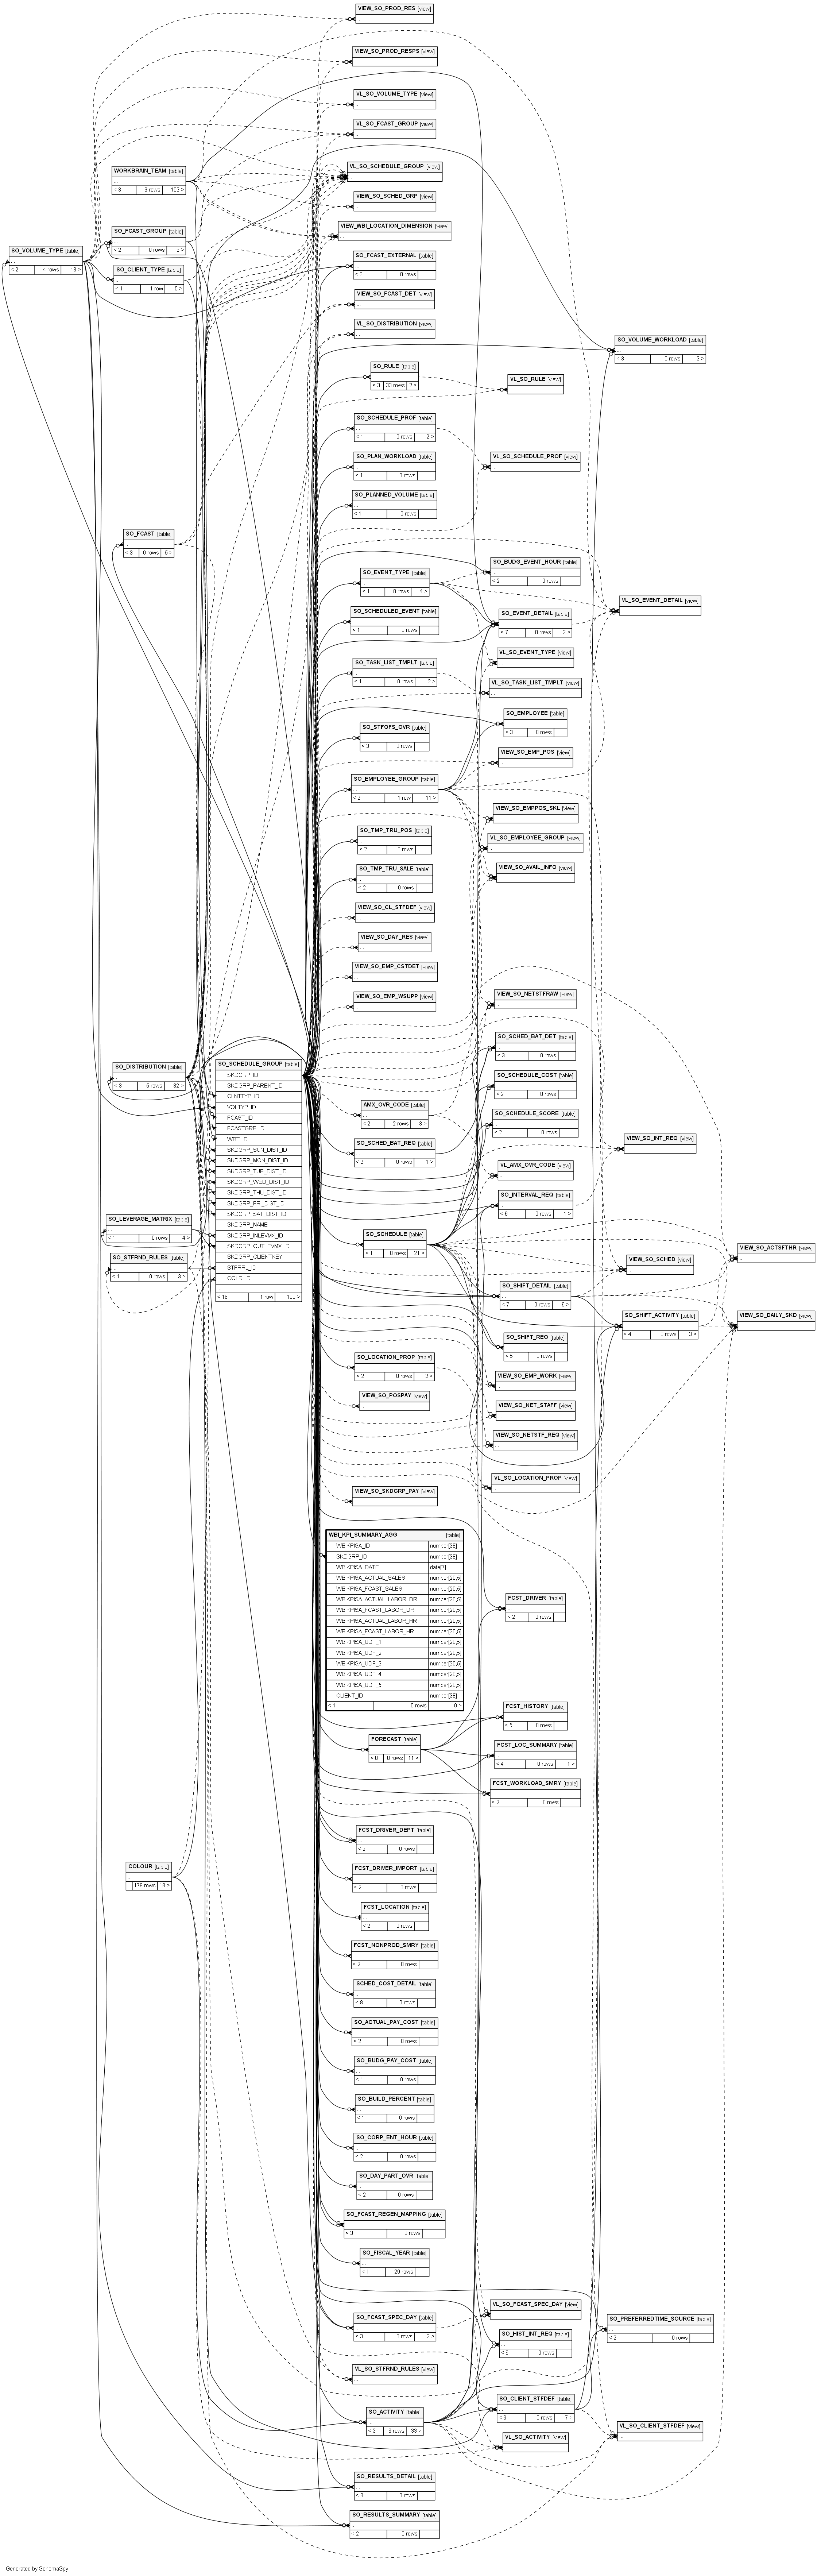 VIEW_SO_PROD_RES [view]
...
VIEW_SO_PROD_RESPS [view]
...
VL_SO_VOLUME_TYPE [view]
...
VL_SO_FCAST_GROUP [view]
...
WORKBRAIN_TEAM [table]
...
< 3 3 rows 109 >
VL_SO_SCHEDULE_GROUP [view]
...
VIEW_SO_SCHED_GRP [view]
...
SO_FCAST_GROUP [table]
...
< 2 0 rows 3 >
VIEW_WBI_LOCATION_DIMENSION [view]
...
SO_VOLUME_TYPE [table]
...
< 2 4 rows 13 >
SO_CLIENT_TYPE [table]
...
< 1 1 row 5 >
SO_FCAST_EXTERNAL [table]
...
< 3 0 rows
VIEW_SO_FCAST_DET [view]
...
VL_SO_DISTRIBUTION [view]
...
SO_VOLUME_WORKLOAD [table]
...
< 3 0 rows 3 >
SO_RULE [table]
...
< 3 33 rows 2 >
VL_SO_RULE [view]
...
SO_SCHEDULE_PROF [table]
...
< 1 0 rows 2 >
VL_SO_SCHEDULE_PROF [view]
...
SO_PLAN_WORKLOAD [table]
...
< 1 0 rows
SO_PLANNED_VOLUME [table]
...
< 1 0 rows
SO_FCAST [table]
...
< 3 0 rows 5 >
SO_BUDG_EVENT_HOUR [table]
...
< 2 0 rows
SO_EVENT_TYPE [table]
...
< 1 0 rows 4 >
VL_SO_EVENT_DETAIL [view]
...
SO_SCHEDULED_EVENT [table]
...
< 1 0 rows
SO_EVENT_DETAIL [table]
...
< 7 0 rows 2 >
VL_SO_EVENT_TYPE [view]
...
SO_TASK_LIST_TMPLT [table]
...
< 1 0 rows 2 >
VL_SO_TASK_LIST_TMPLT [view]
...
SO_EMPLOYEE [table]
...
< 3 0 rows
SO_STFOFS_OVR [table]
...
< 3 0 rows
VIEW_SO_EMP_POS [view]
...
SO_EMPLOYEE_GROUP [table]
...
< 2 1 row 11 >
VIEW_SO_EMPPOS_SKL [view]
...
SO_TMP_TRU_POS [table]
...
< 2 0 rows
VL_SO_EMPLOYEE_GROUP [view]
...
SO_TMP_TRU_SALE [table]
...
< 2 0 rows
VIEW_SO_AVAIL_INFO [view]
...
VIEW_SO_CL_STFDEF [view]
...
VIEW_SO_DAY_RES [view]
...
VIEW_SO_EMP_CSTDET [view]
...
VIEW_SO_EMP_WSUPP [view]
...
VIEW_SO_NETSTFRAW [view]
...
SO_SCHED_BAT_DET [table]
...
< 3 0 rows
SO_DISTRIBUTION [table]
...
< 3 5 rows 32 >
SO_SCHEDULE_GROUP [table]
SKDGRP_ID
SKDGRP_PARENT_ID
CLNTTYP_ID
VOLTYP_ID
FCAST_ID
FCASTGRP_ID
WBT_ID
SKDGRP_SUN_DIST_ID
SKDGRP_MON_DIST_ID
SKDGRP_TUE_DIST_ID
SKDGRP_WED_DIST_ID
SKDGRP_THU_DIST_ID
SKDGRP_FRI_DIST_ID
SKDGRP_SAT_DIST_ID
SKDGRP_NAME
SKDGRP_INLEVMX_ID
SKDGRP_OUTLEVMX_ID
SKDGRP_CLIENTKEY
STFRRL_ID
COLR_ID
...
< 16 1 row 100 >
SO_SCHEDULE_COST [table]
...
< 2 0 rows
AMX_OVR_CODE [table]
...
< 2 2 rows 3 >
SO_SCHEDULE_SCORE [table]
...
< 2 0 rows
SO_SCHED_BAT_REQ [table]
...
< 2 0 rows 1 >
VIEW_SO_INT_REQ [view]
...
VL_AMX_OVR_CODE [view]
...
SO_INTERVAL_REQ [table]
...
< 6 0 rows 1 >
SO_LEVERAGE_MATRIX [table]
...
< 1 0 rows 4 >
SO_SCHEDULE [table]
...
< 1 0 rows 21 >
SO_STFRND_RULES [table]
...
< 1 0 rows 3 >
VIEW_SO_ACTSFTHR [view]
...
VIEW_SO_SCHED [view]
...
SO_SHIFT_DETAIL [table]
...
< 7 0 rows 6 >
SO_SHIFT_ACTIVITY [table]
...
< 4 0 rows 3 >
VIEW_SO_DAILY_SKD [view]
...
SO_SHIFT_REQ [table]
...
< 5 0 rows
SO_LOCATION_PROP [table]
...
< 2 0 rows 2 >
VIEW_SO_EMP_WORK [view]
...
VIEW_SO_POSPAY [view]
...
VIEW_SO_NET_STAFF [view]
...
VIEW_SO_NETSTF_REQ [view]
...
VL_SO_LOCATION_PROP [view]
...
VIEW_SO_SKDGRP_PAY [view]
...
WBI_KPI_SUMMARY_AGG [table]
WBIKPISA_ID number[38]
SKDGRP_ID number[38]
WBIKPISA_DATE date[7]
WBIKPISA_ACTUAL_SALES number[20,5]
WBIKPISA_FCAST_SALES number[20,5]
WBIKPISA_ACTUAL_LABOR_DR number[20,5]
WBIKPISA_FCAST_LABOR_DR number[20,5]
WBIKPISA_ACTUAL_LABOR_HR number[20,5]
WBIKPISA_FCAST_LABOR_HR number[20,5]
WBIKPISA_UDF_1 number[20,5]
WBIKPISA_UDF_2 number[20,5]
WBIKPISA_UDF_3 number[20,5]
WBIKPISA_UDF_4 number[20,5]
WBIKPISA_UDF_5 number[20,5]
CLIENT_ID number[38]
< 1 0 rows 0 >
FCST_DRIVER [table]
...
< 2 0 rows
FCST_HISTORY [table]
...
< 5 0 rows
FORECAST [table]
...
< 8 0 rows 11 >
FCST_LOC_SUMMARY [table]
...
< 4 0 rows 1 >
FCST_WORKLOAD_SMRY [table]
...
< 2 0 rows
FCST_DRIVER_DEPT [table]
...
< 2 0 rows
COLOUR [table]
...
179 rows 19 >
FCST_DRIVER_IMPORT [table]
...
< 2 0 rows
FCST_LOCATION [table]
...
< 2 0 rows
FCST_NONPROD_SMRY [table]
...
< 2 0 rows
SCHED_COST_DETAIL [table]
...
< 8 0 rows
SO_ACTUAL_PAY_COST [table]
...
< 2 0 rows
SO_BUDG_PAY_COST [table]
...
< 1 0 rows
SO_BUILD_PERCENT [table]
...
< 1 0 rows
SO_CORP_ENT_HOUR [table]
...
< 2 0 rows
SO_DAY_PART_OVR [table]
...
< 2 0 rows
SO_FCAST_REGEN_MAPPING [table]
...
< 3 0 rows
SO_FISCAL_YEAR [table]
...
< 1 29 rows
VL_SO_FCAST_SPEC_DAY [view]
...
SO_FCAST_SPEC_DAY [table]
...
< 3 0 rows 2 >
SO_PREFERREDTIME_SOURCE [table]
...
< 2 0 rows
SO_HIST_INT_REQ [table]
...
< 6 0 rows
VL_SO_STFRND_RULES [view]
...
SO_CLIENT_STFDEF [table]
...
< 8 0 rows 7 >
SO_ACTIVITY [table]
...
< 3 6 rows 33 >
VL_SO_CLIENT_STFDEF [view]
...
VL_SO_ACTIVITY [view]
...
SO_RESULTS_DETAIL [table]
...
< 3 0 rows
SO_RESULTS_SUMMARY [table]
...
< 2 0 rows
Generated by SchemaSpy